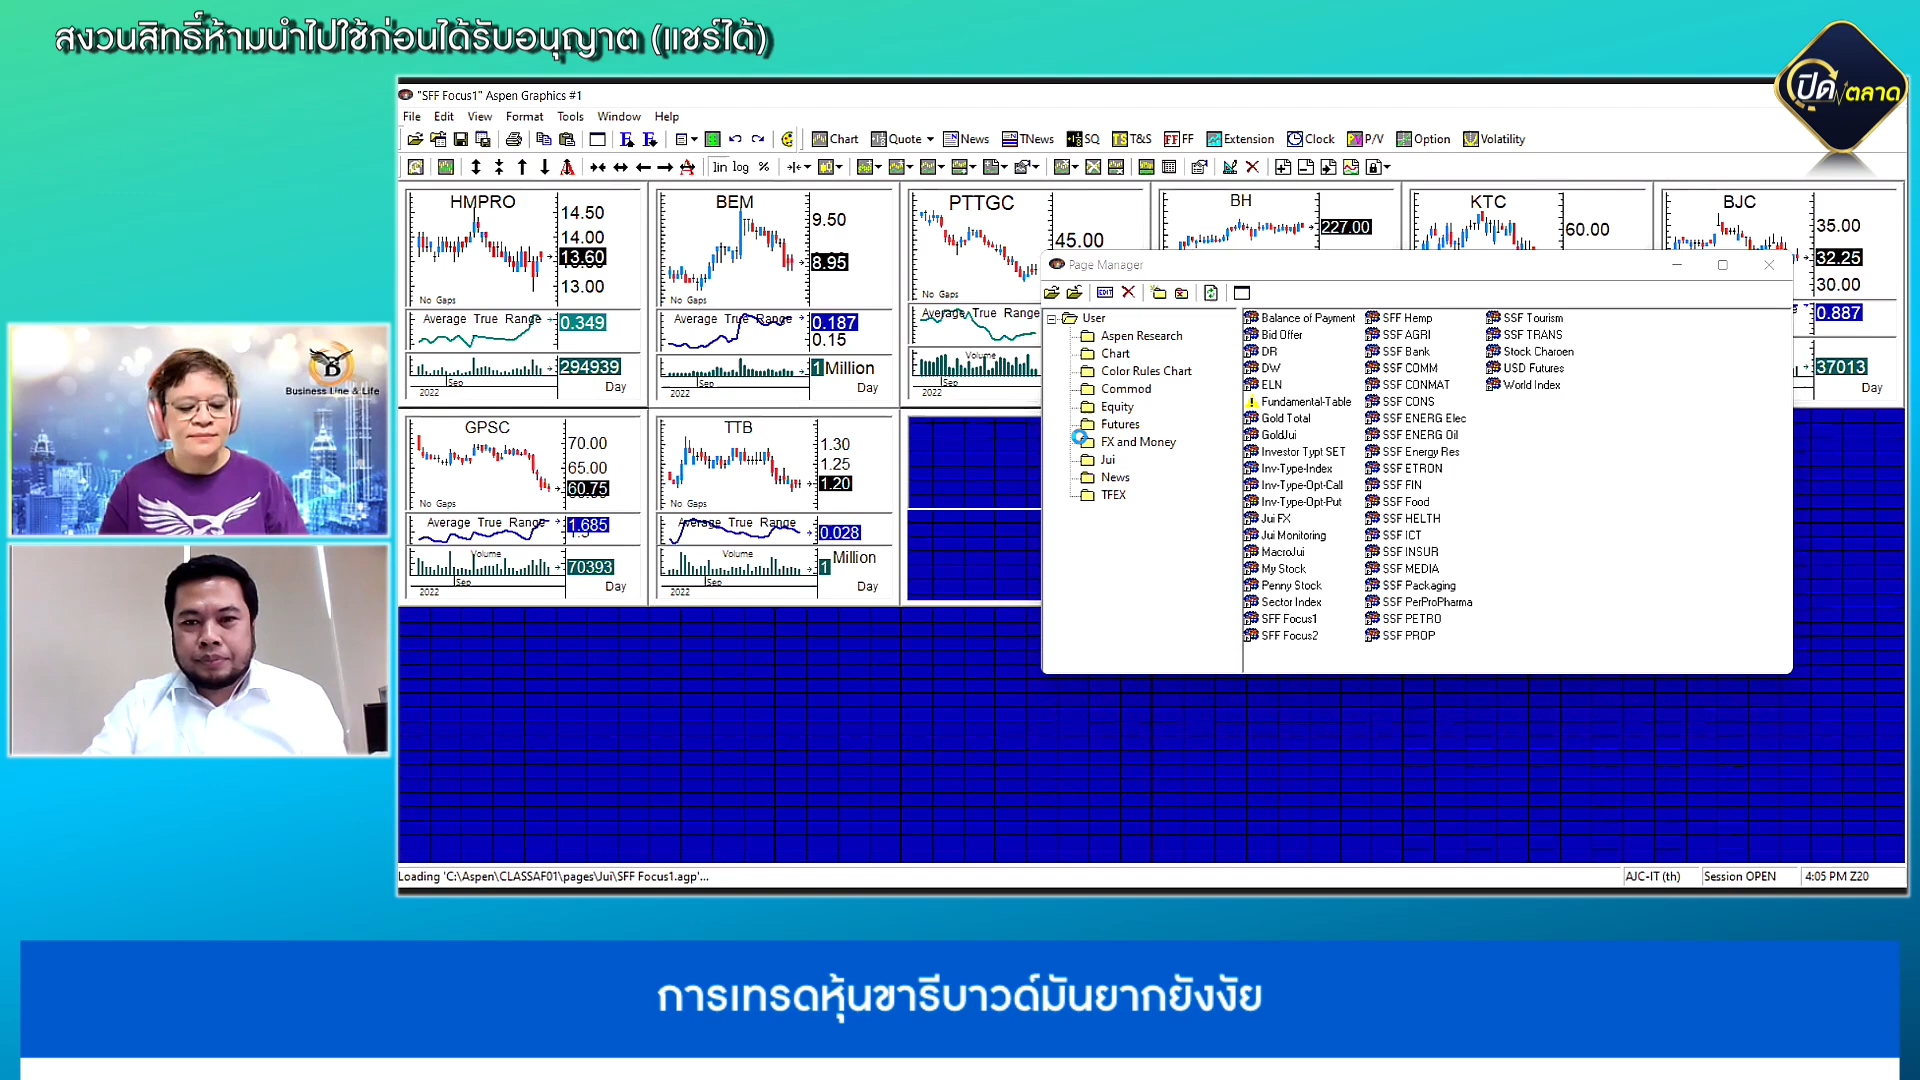 สงวนสิทธิ์ห้ามนำไปใช้ก่อนได้รับอนุญาต (แชร์ได้)
ปิดตลาด
"SFF Focus1" Aspen Graphics #1
File Edit View Format Tools Window Help
Chart Quote News TNews SQ T&S FF Extension Clock P/V Option Volatility
lin log %
HMPRO 14.50 14.00 13.60 13.00
No Gaps
Average True Range 0.349
294939
Sep
2022 Day
BEM 9.50 8.95
No Gaps
Average True Range 0.187 0.15
1 Million
Sep
2022 Day
PTTGC 45.00
No Gaps
Average True Range
Volume
Sep
2022
BH 227.00
KTC 60.00
BJC 35.00 32.25 30.00
0.887
37013
Day
GPSC 70.00 65.00 60.75
No Gaps
Average True Range 1.685
Volume
70393
Sep
2022 Day
TTB 1.30 1.25 1.20
No Gaps
Average True Range 0.028
Volume
1 Million
Sep
2022 Day
Page Manager
EDIT
User
Aspen Research
Chart
Color Rules Chart
Commod
Equity
Futures
FX and Money
Jui
News
TFEX
Balance of Payment
Bid Offer
DR
DW
ELN
Fundamental-Table
Gold Total
GoldJui
Investor Typt SET
Inv-Type-Index
Inv-Type-Opt-Call
Inv-Type-Opt-Put
Jui FX
Jui Monitoring
MacroJui
My Stock
Penny Stock
Sector Index
SFF Focus1
SFF Focus2
SFF Hemp
SSF AGRI
SSF Bank
SSF COMM
SSF CONMAT
SSF CONS
SSF ENERG Elec
SSF ENERG Oil
SSF Energy Res
SSF ETRON
SSF FIN
SSF Food
SSF HELTH
SSF ICT
SSF INSUR
SSF MEDIA
SSF Packaging
SSF PerProPharma
SSF PETRO
SSF PROP
SSF Tourism
SSF TRANS
Stock Charoen
USD Futures
World Index
Business Line & Life
Loading 'C:\Aspen\CLASSAF01\pages\Jui\SFF Focus1.agp'...
AJC-IT (th) Session OPEN 4:05 PM Z20
การเทรดหุ้นขารีบาวด์มันยากยังงัย